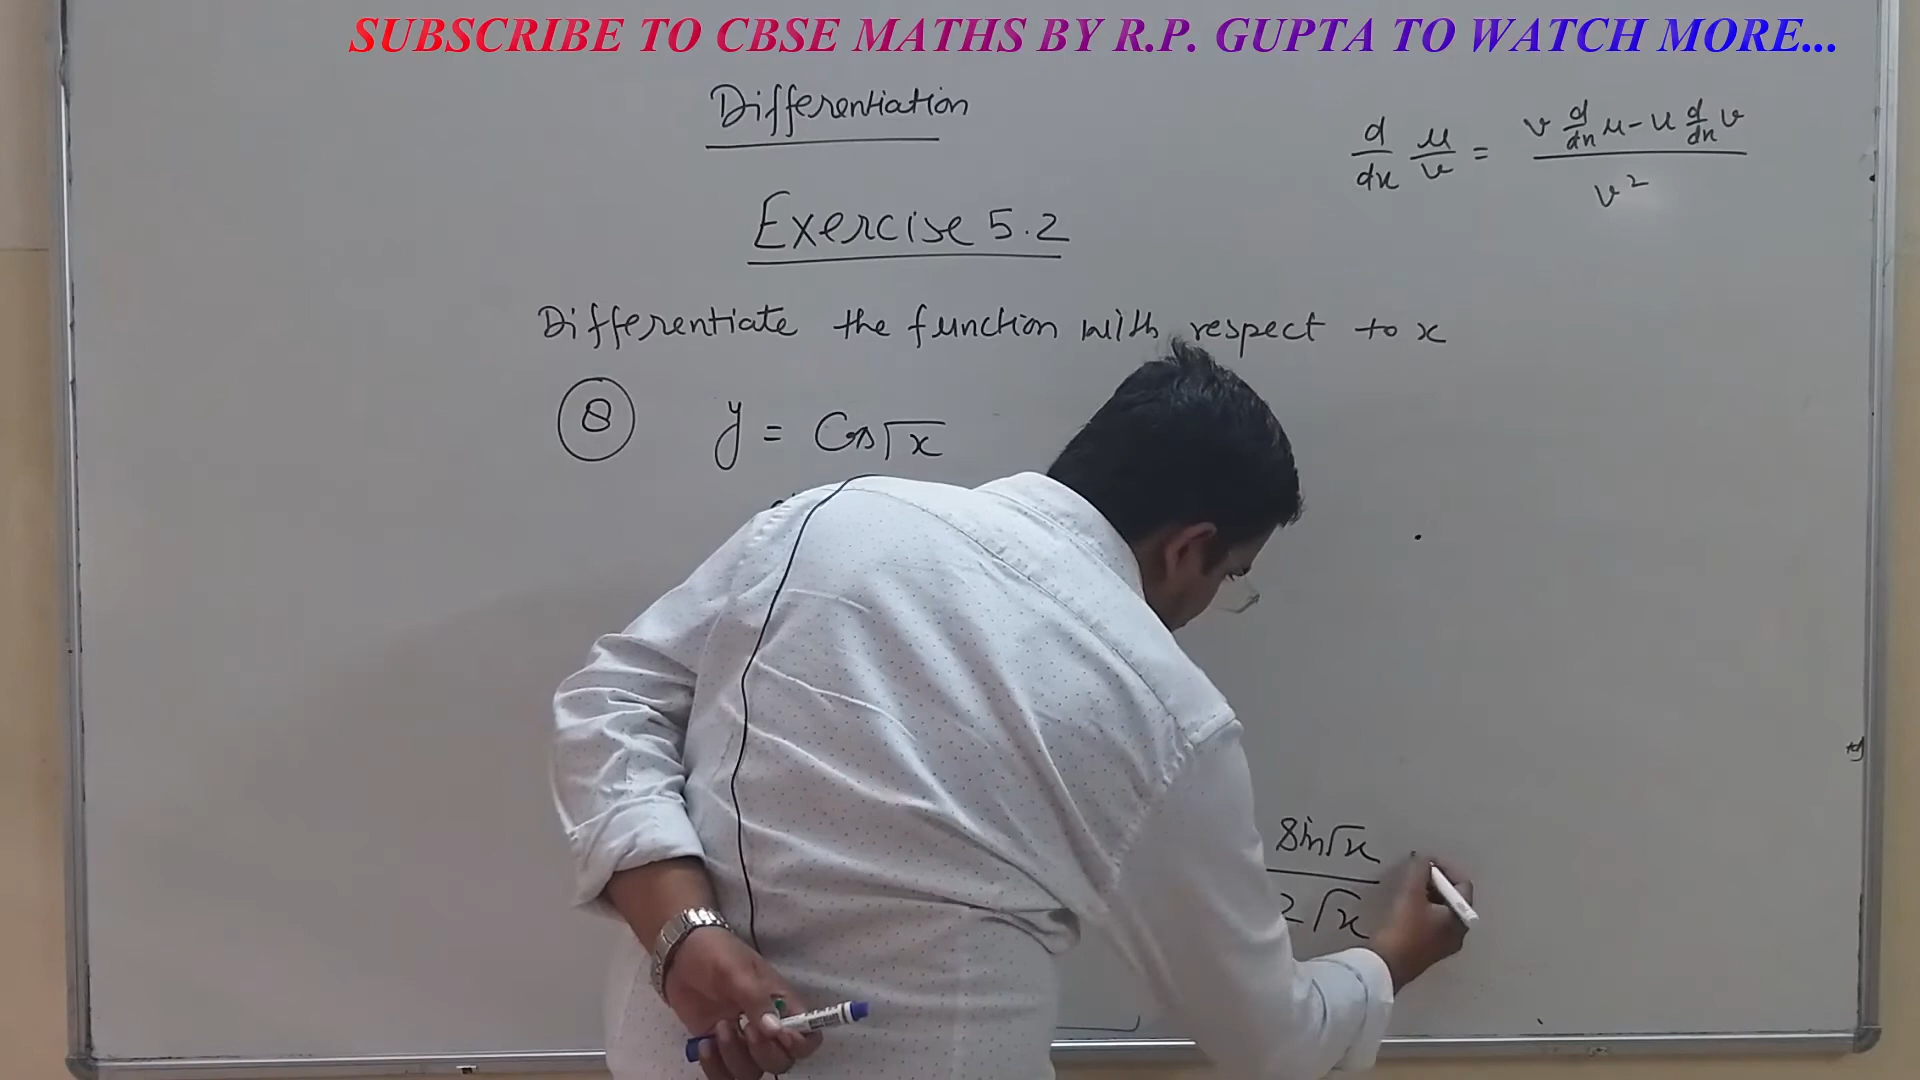 SUBSCRIBE TO CBSE MATHS BY R.P. GUPTA TO WATCH MORE...
Differentiation
d/dx u/v = (v d/dx u - u d/dx v) / v²
Exercise 5.2
Differentiate the function with respect to x
8 y = Cos√x
Sin√x
2√x